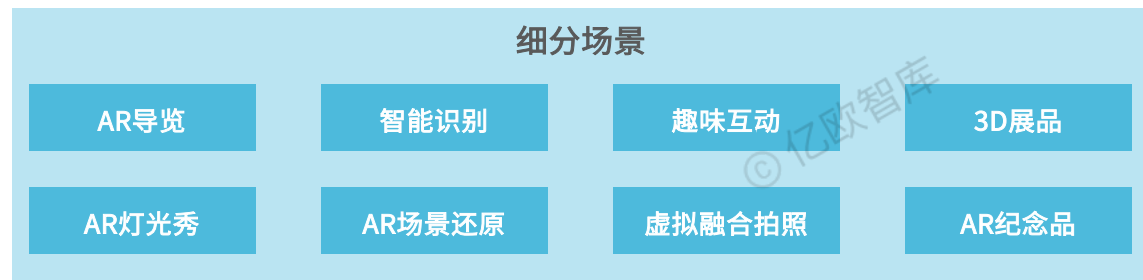 细分场景
AR导览
智能识别
趣味互动
3D展品
AR灯光秀
AR场景还原
虚拟融合拍照
AR纪念品
© 亿欧智库